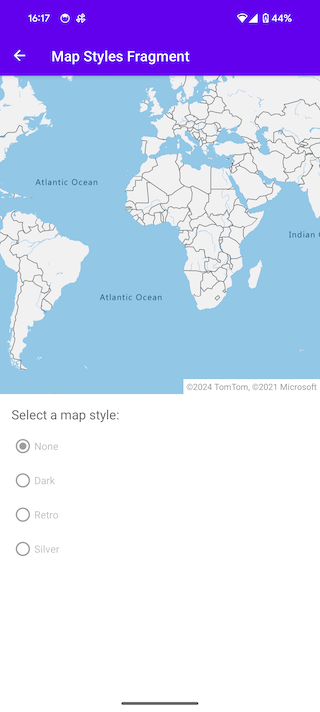 16:17
44%
Map Styles Fragment
Atlantic Ocean
Indian
Atlantic Ocean
©2024 TomTom, ©2021 Microsoft
Select a map style:
None
Dark
Retro
Silver